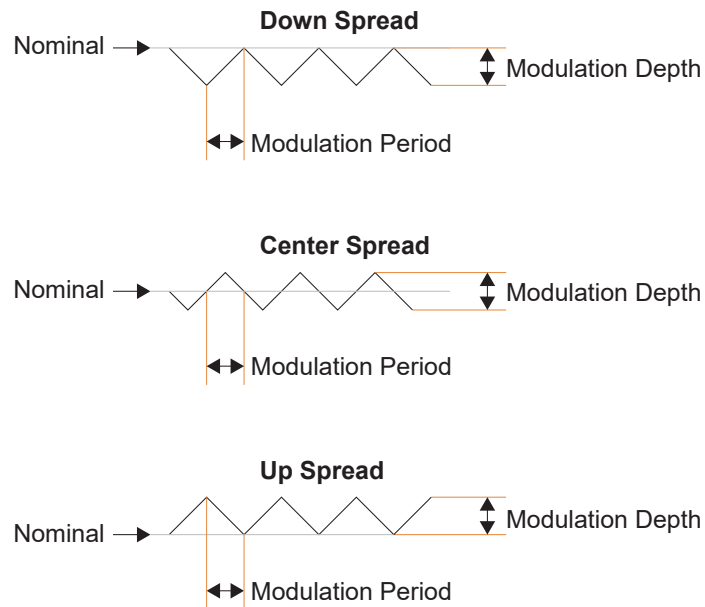 Down Spread
Nominal
Modulation Depth
Modulation Period
Center Spread
Nominal
Modulation Depth
Modulation Period
Up Spread
Modulation Depth
Nominal
Modulation Period